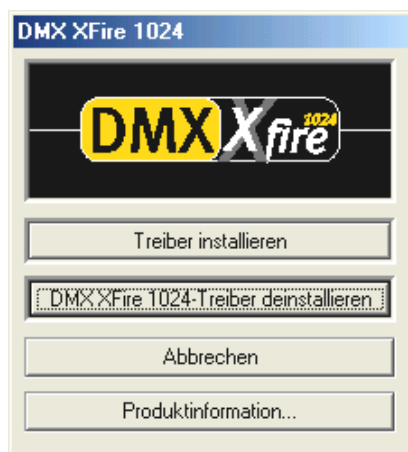 DMX XFire 1024
DMX Xfire 1024
Treiber installieren
DMX XFire 1024-Treiber deinstallieren
Abbrechen
Produktinformation...